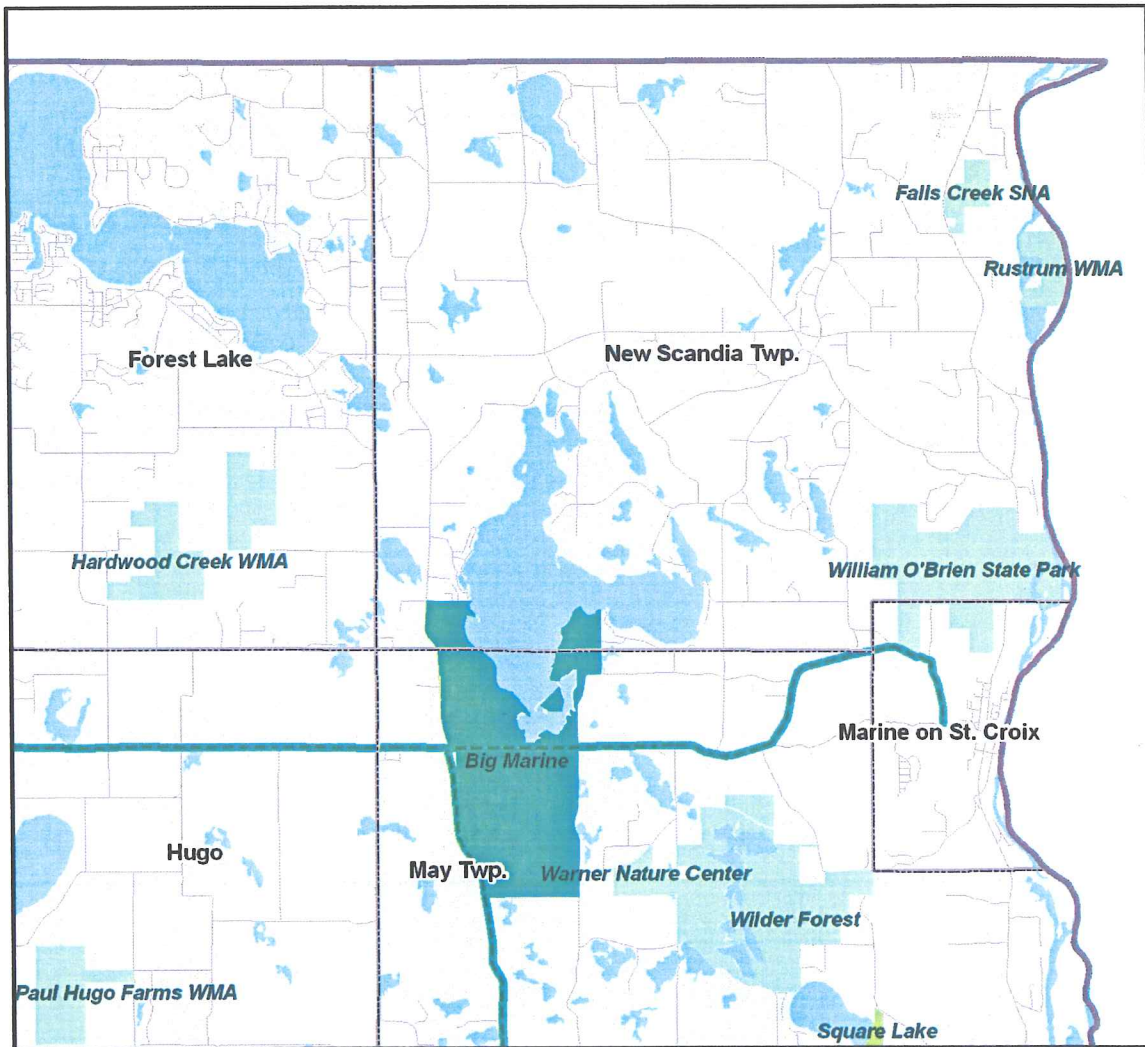 Falls Creek SNA
Rustrum WMA
Forest Lake
New Scandia Twp.
Hardwood Creek WMA
William O'Brien State Park
Marine on St. Croix
Big Marine
Hugo
May Twp.
Warner Nature Center
Wilder Forest
Paul Hugo Farms WMA
Square Lake